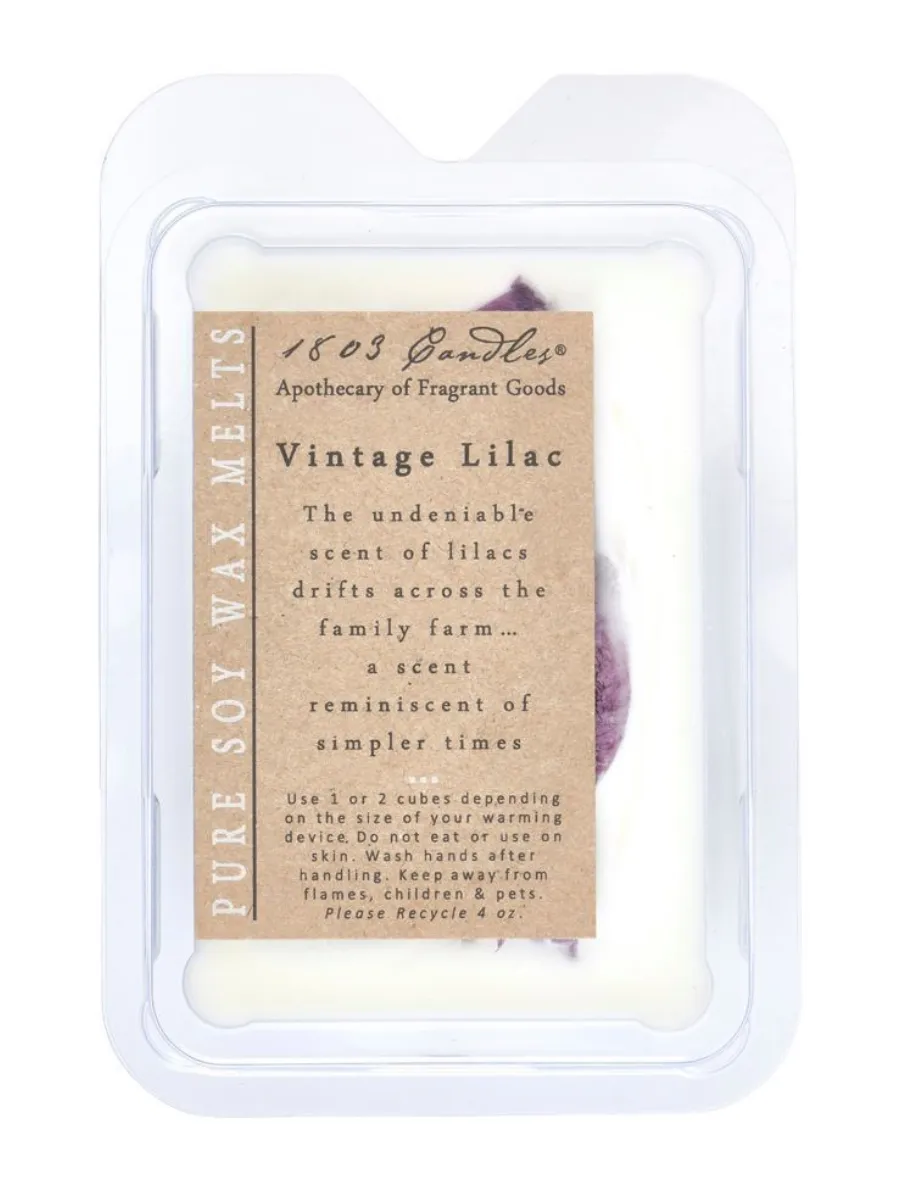 1803 Candles®
Apothecary of Fragrant Goods
Vintage Lilac
The undeniable
scent of lilacs
drifts across the
family farm...
a scent
reminiscent of
simpler times
Use 1 or 2 cubes depending
on the size of your warming
device. Do not eat or use on
skin. Wash hands after
handling. Keep away from
flames, children & pets.
Please Recycle 4 oz.
PURE SOY WAX MELTS